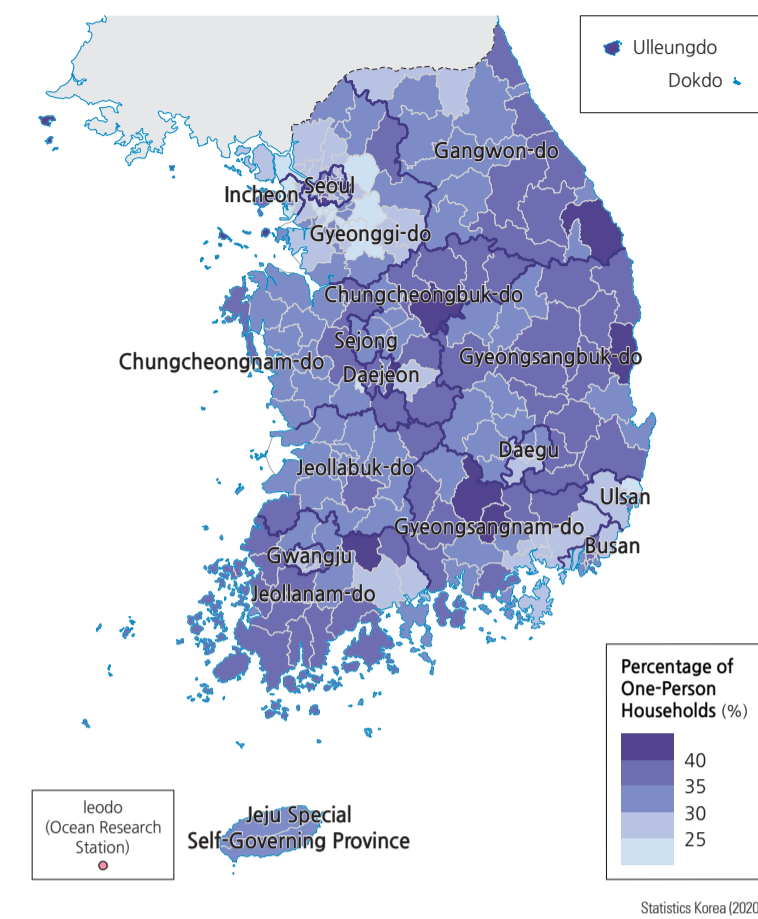 Ulleungdo
Dokdo
Gangwon-do
Incheon
Seoul
Gyeonggi-do
Chungcheongbuk-do
Sejong
Chungcheongnam-do
Gyeongsangbuk-do
Daejeon
Daegu
Jeollabuk-do
Ulsan
Gyeongsangnam-do
Busan
Gwangju
Jeollanam-do
Percentage of
One-Person
Households (%)
40
35
30
25
Ieodo
(Ocean Research
Station)
Jeju Special
Self-Governing Province
Statistics Korea (2020